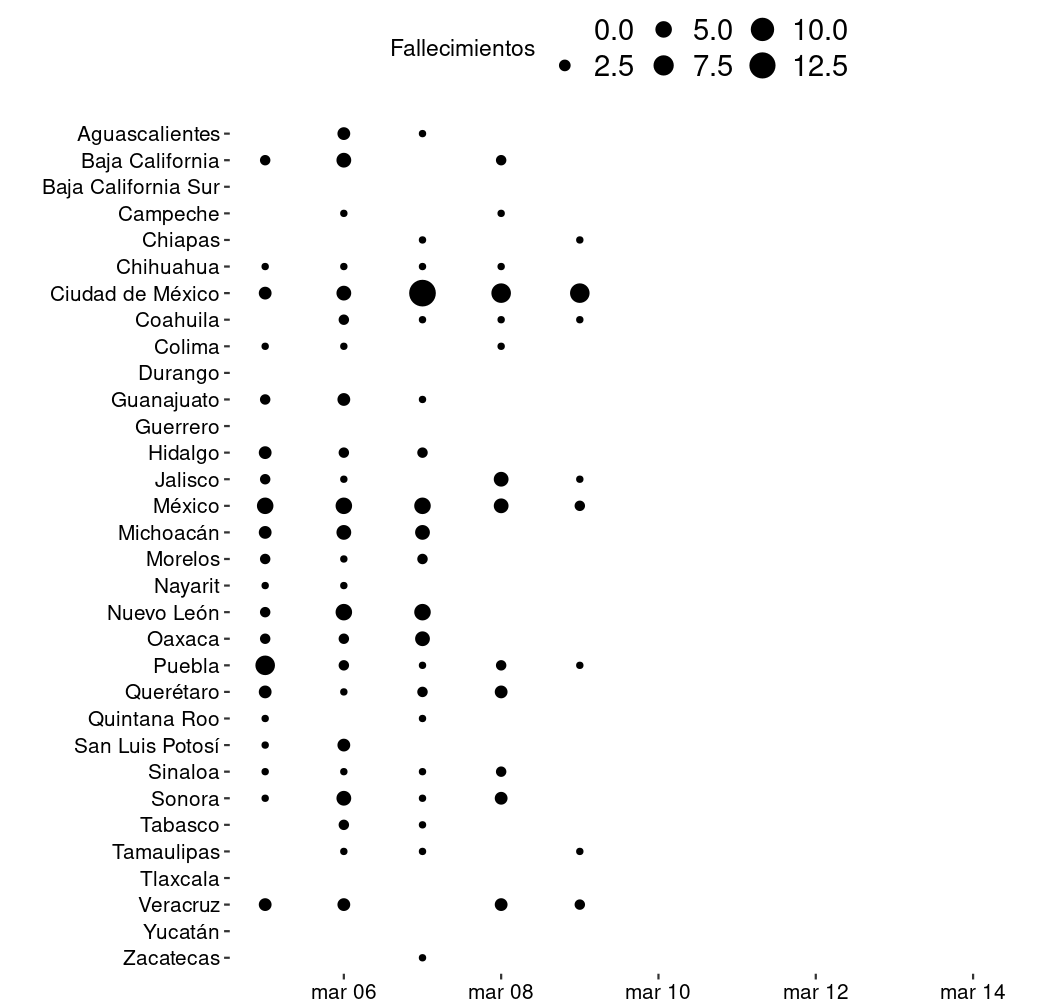 Fallecimientos
0.0 5.0 10.0
2.5 7.5 12.5
Aguascalientes
Baja California
Baja California Sur
Campeche
Chiapas
Chihuahua
Ciudad de México
Coahuila
Colima
Durango
Guanajuato
Guerrero
Hidalgo
Jalisco
México
Michoacán
Morelos
Nayarit
Nuevo León
Oaxaca
Puebla
Querétaro
Quintana Roo
San Luis Potosí
Sinaloa
Sonora
Tabasco
Tamaulipas
Tlaxcala
Veracruz
Yucatán
Zacatecas
mar 06 mar 08 mar 10 mar 12 mar 14